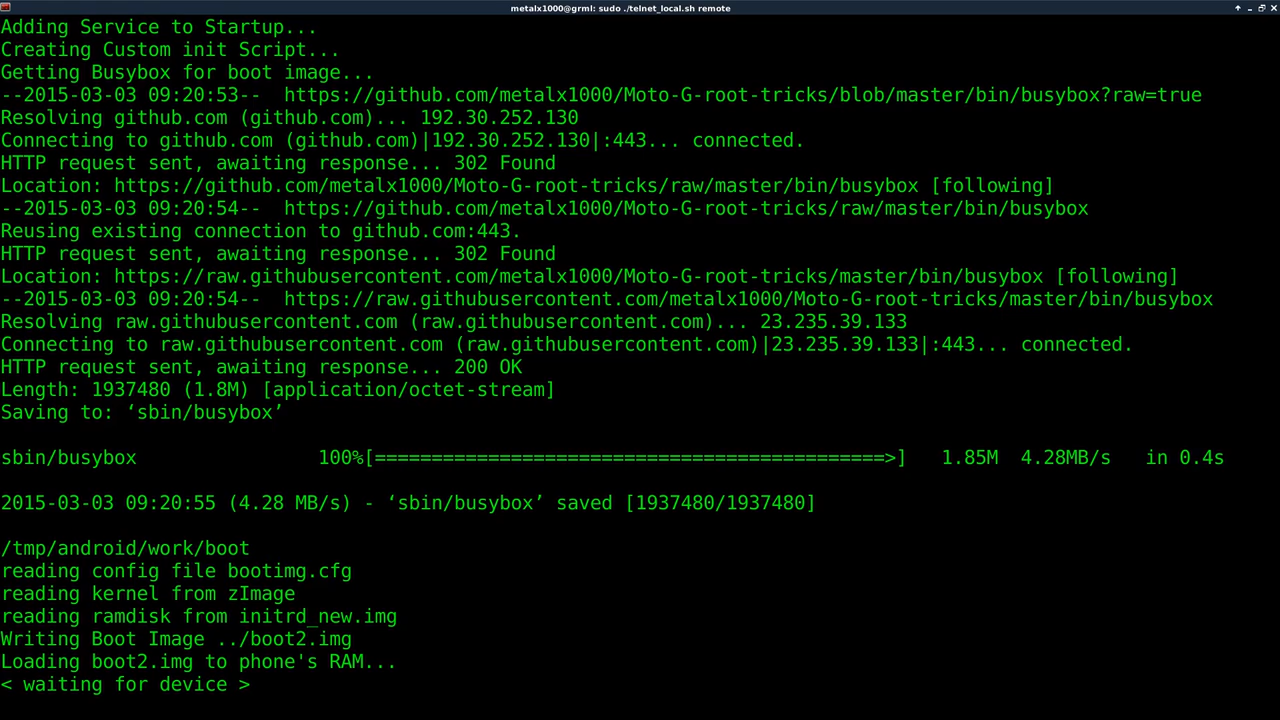 metalx1000@grml: sudo ./telnet_local.sh remote
Adding Service to Startup...
Creating Custom init Script...
Getting Busybox for boot image...
--2015-03-03 09:20:53--  https://github.com/metalx1000/Moto-G-root-tricks/blob/master/bin/busybox?raw=true
Resolving github.com (github.com)... 192.30.252.130
Connecting to github.com (github.com)|192.30.252.130|:443... connected.
HTTP request sent, awaiting response... 302 Found
Location: https://github.com/metalx1000/Moto-G-root-tricks/raw/master/bin/busybox [following]
--2015-03-03 09:20:54--  https://github.com/metalx1000/Moto-G-root-tricks/raw/master/bin/busybox
Reusing existing connection to github.com:443.
HTTP request sent, awaiting response... 302 Found
Location: https://raw.githubusercontent.com/metalx1000/Moto-G-root-tricks/master/bin/busybox [following]
--2015-03-03 09:20:54--  https://raw.githubusercontent.com/metalx1000/Moto-G-root-tricks/master/bin/busybox
Resolving raw.githubusercontent.com (raw.githubusercontent.com)... 23.235.39.133
Connecting to raw.githubusercontent.com (raw.githubusercontent.com)|23.235.39.133|:443... connected.
HTTP request sent, awaiting response... 200 OK
Length: 1937480 (1.8M) [application/octet-stream]
Saving to: ‘sbin/busybox’
sbin/busybox                100%[=============================================>]   1.85M  4.28MB/s   in 0.4s
2015-03-03 09:20:55 (4.28 MB/s) - ‘sbin/busybox’ saved [1937480/1937480]
/tmp/android/work/boot
reading config file bootimg.cfg
reading kernel from zImage
reading ramdisk from initrd_new.img
Writing Boot Image ../boot2.img
Loading boot2.img to phone's RAM...
< waiting for device >